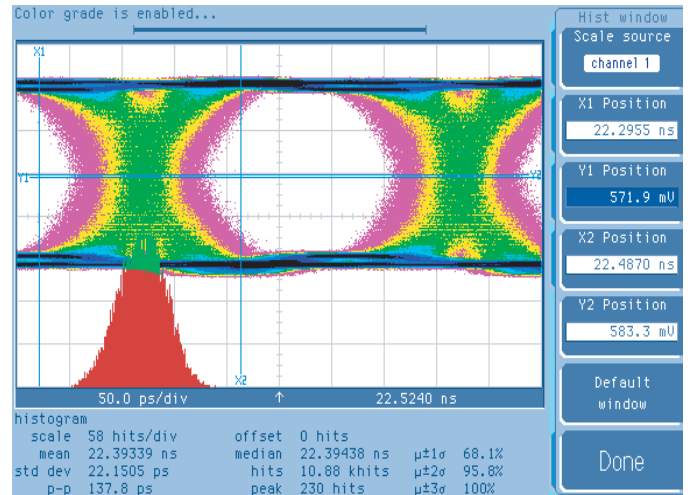 Color grade is enabled...
Hist window
Scale source
channel 1
X1 Position
22.2955 ns
Y1 Position
571.9 mV
X2 Position
22.4870 ns
Y2 Position
583.3 mV
Default
window
Done
X1
Y1
Y2
X2
50.0 ps/div ↑ 22.5240 ns
histogram
scale 58 hits/div offset 0 hits
mean 22.39339 ns median 22.39438 ns µ±1σ 68.1%
std dev 22.1505 ps hits 10.88 khits µ±2σ 95.8%
p-p 137.8 ps peak 230 hits µ±3σ 100%